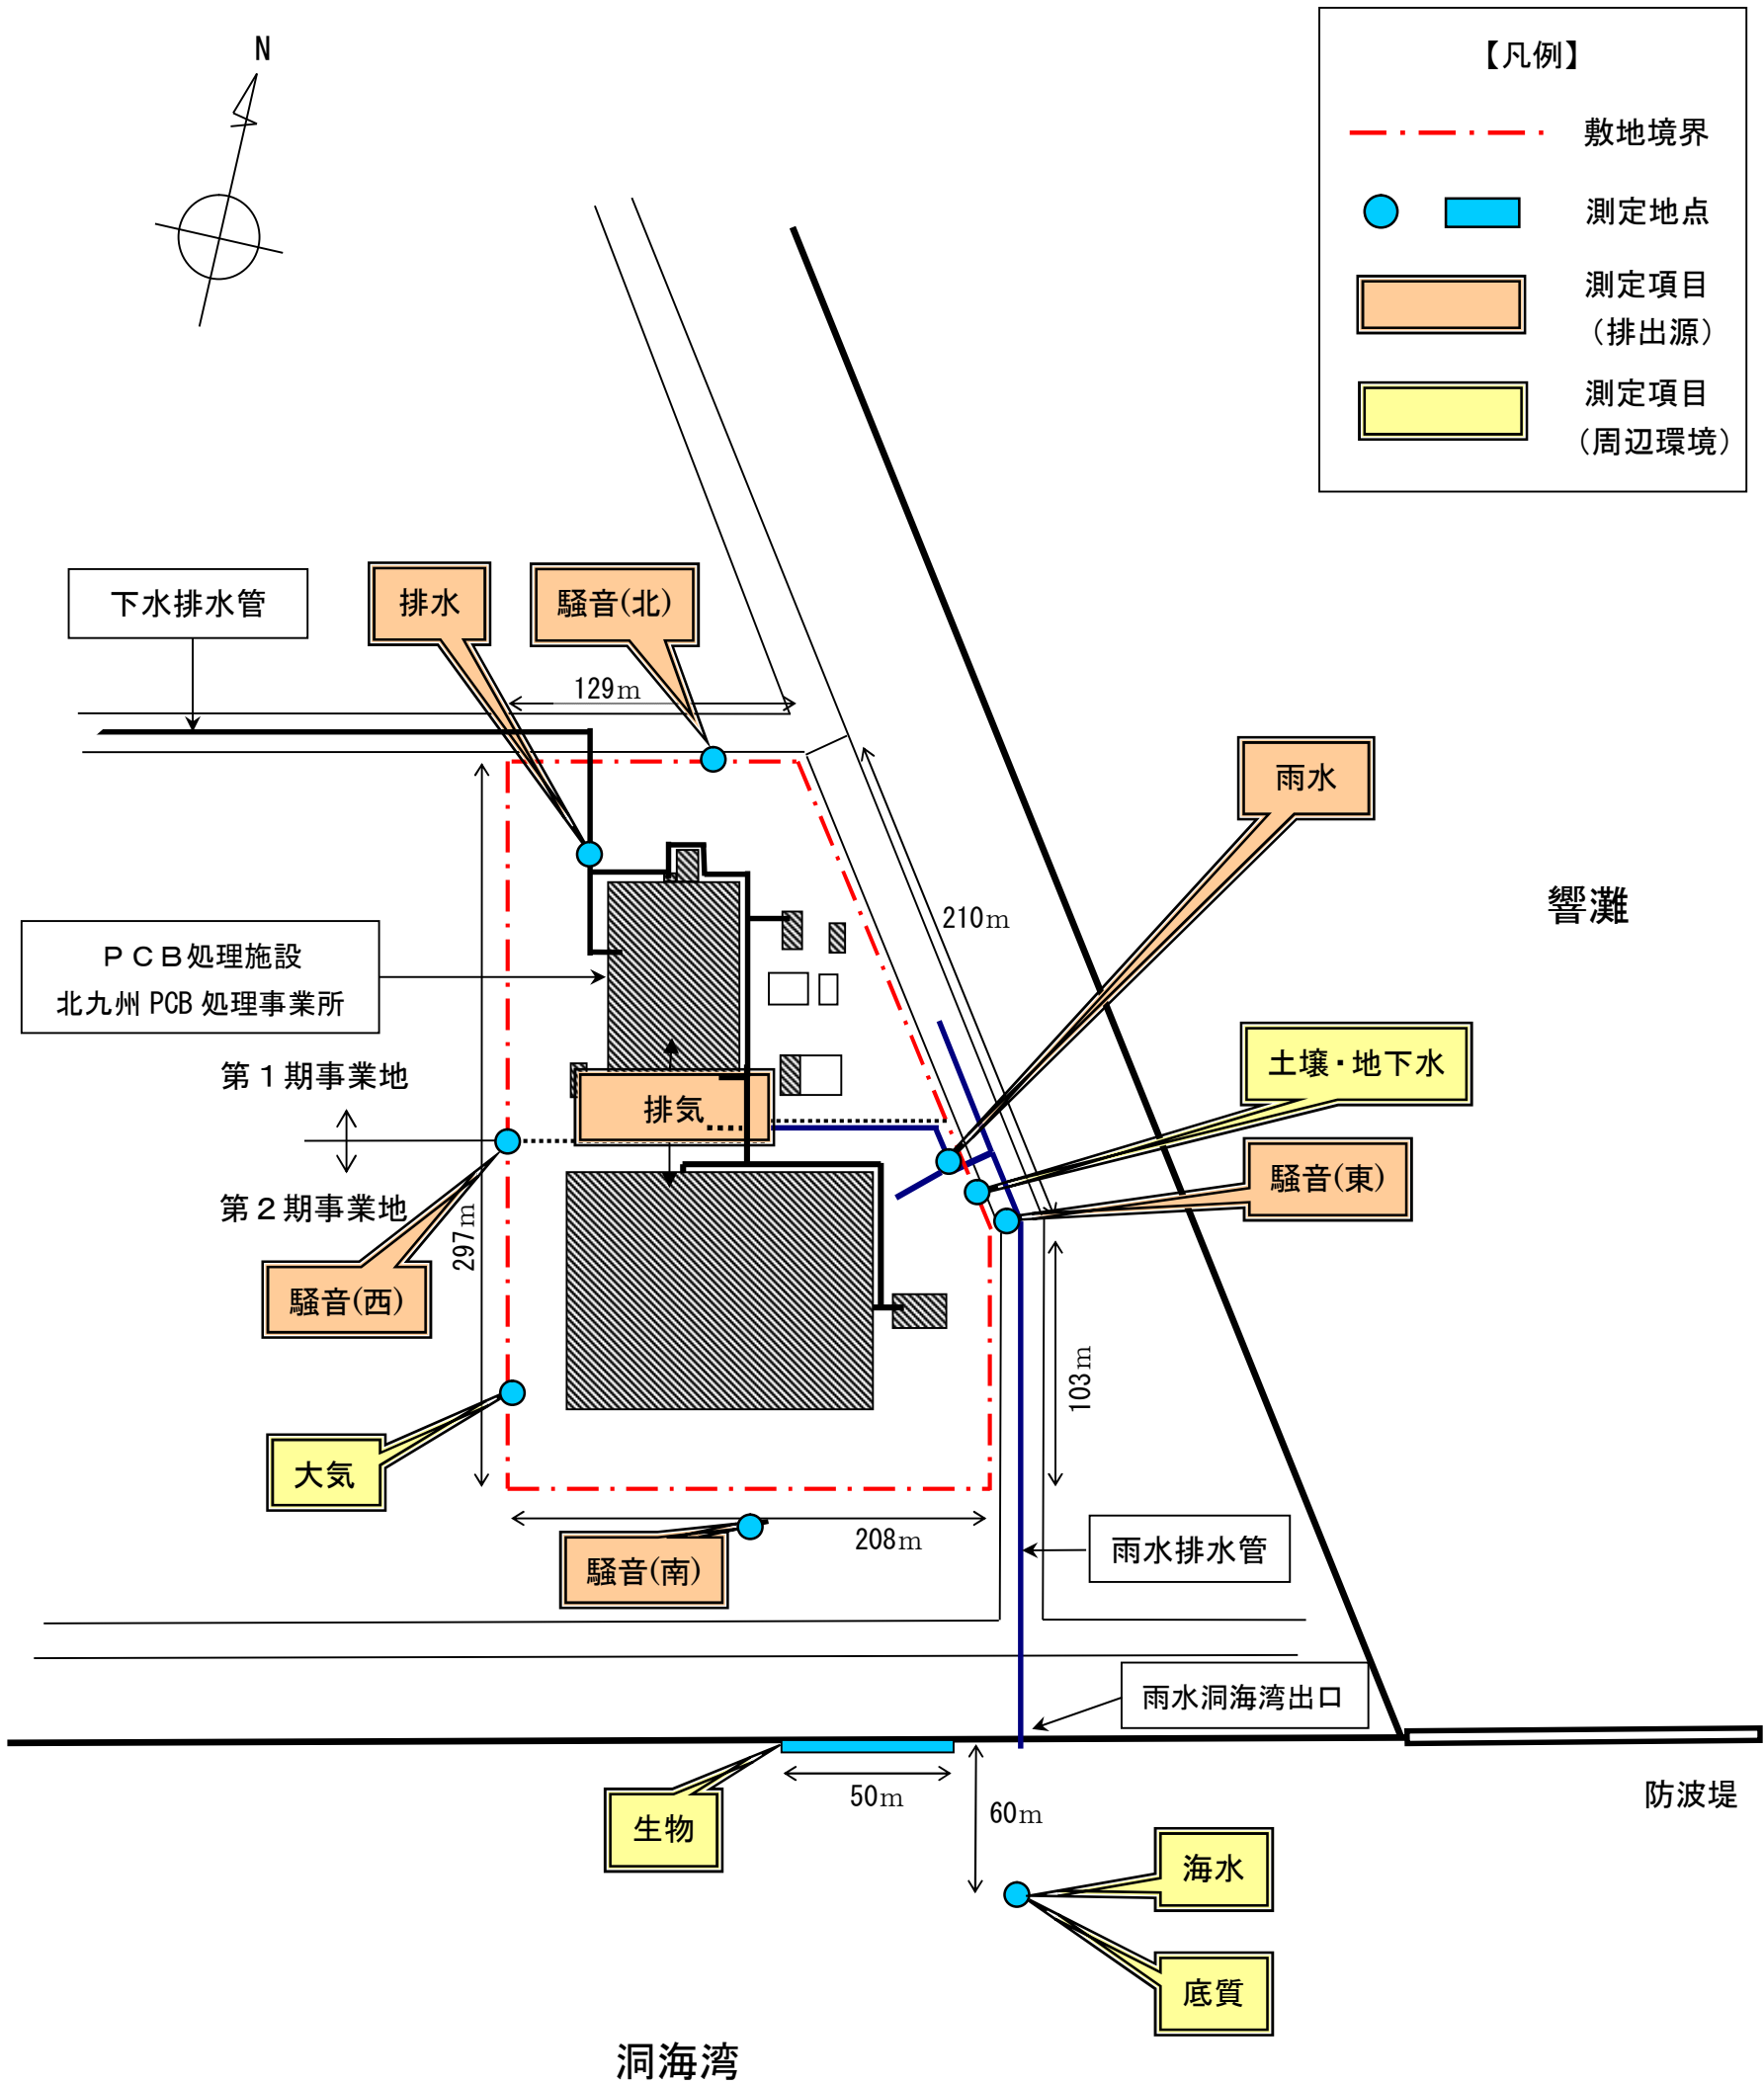 N
【凡例】
敷地境界
測定地点
測定項目
（排出源）
測定項目
（周辺環境）
下水排水管
排水
騒音(北)
129m
雨水
響灘
210m
ＰＣＢ処理施設
北九州 PCB 処理事業所
土壌・地下水
第１期事業地
排気
騒音(東)
第２期事業地
297m
騒音(西)
103m
大気
208m
騒音(南)
雨水排水管
雨水洞海湾出口
50m
60m
防波堤
生物
海水
底質
洞海湾